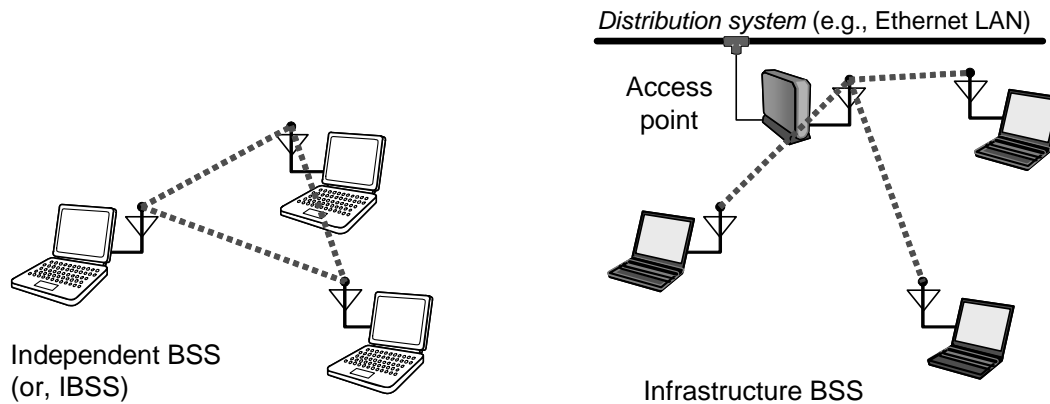 Distribution system (e.g., Ethernet LAN)
Access
point
Independent BSS
(or, IBSS)
Infrastructure BSS